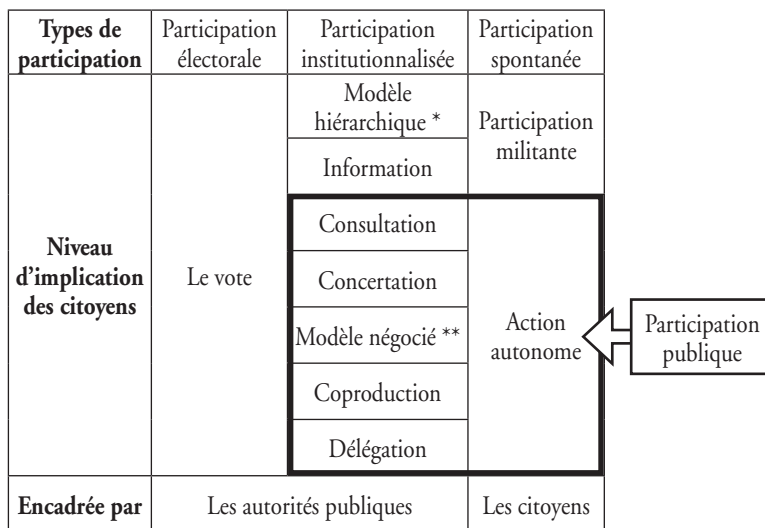 Types de participation
Participation électorale
Participation institutionnalisée
Participation spontanée
Niveau d'implication des citoyens
Le vote
Modèle hiérarchique *
Information
Consultation
Concertation
Modèle négocié **
Coproduction
Délégation
Participation militante
Action autonome
Participation publique
Encadrée par
Les autorités publiques
Les citoyens